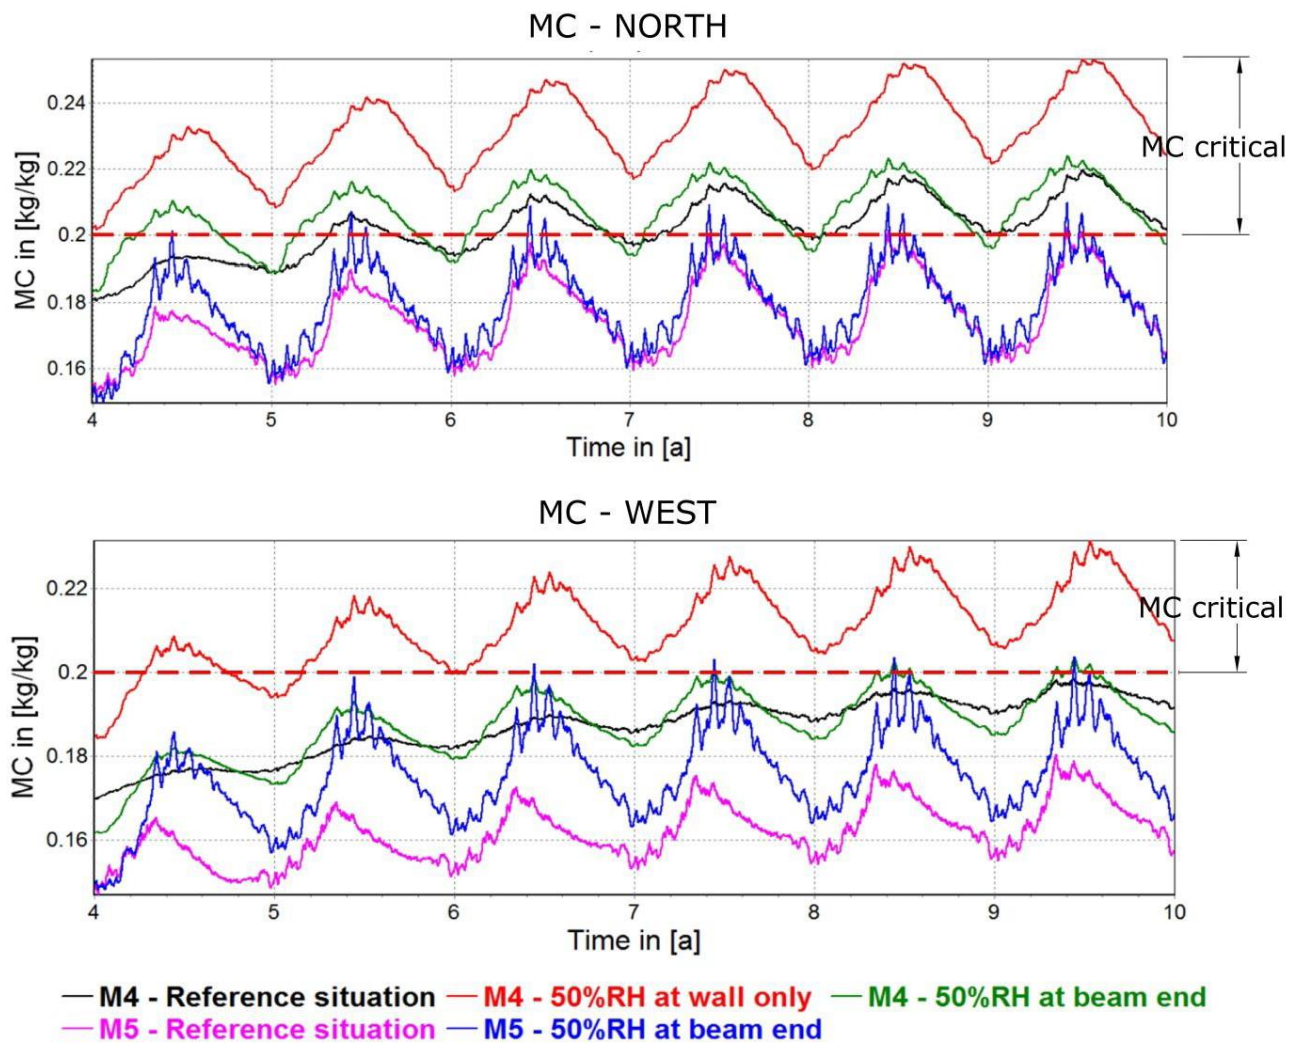 MC - NORTH
0.24
0.22
0.2
0.18
0.16
MC in [kg/kg]
MC critical
4 5 6 7 8 9 10
Time in [a]
MC - WEST
0.22
0.2
0.18
0.16
MC in [kg/kg]
MC critical
4 5 6 7 8 9 10
Time in [a]
M4 - Reference situation M4 - 50%RH at wall only M4 - 50%RH at beam end
M5 - Reference situation M5 - 50%RH at beam end